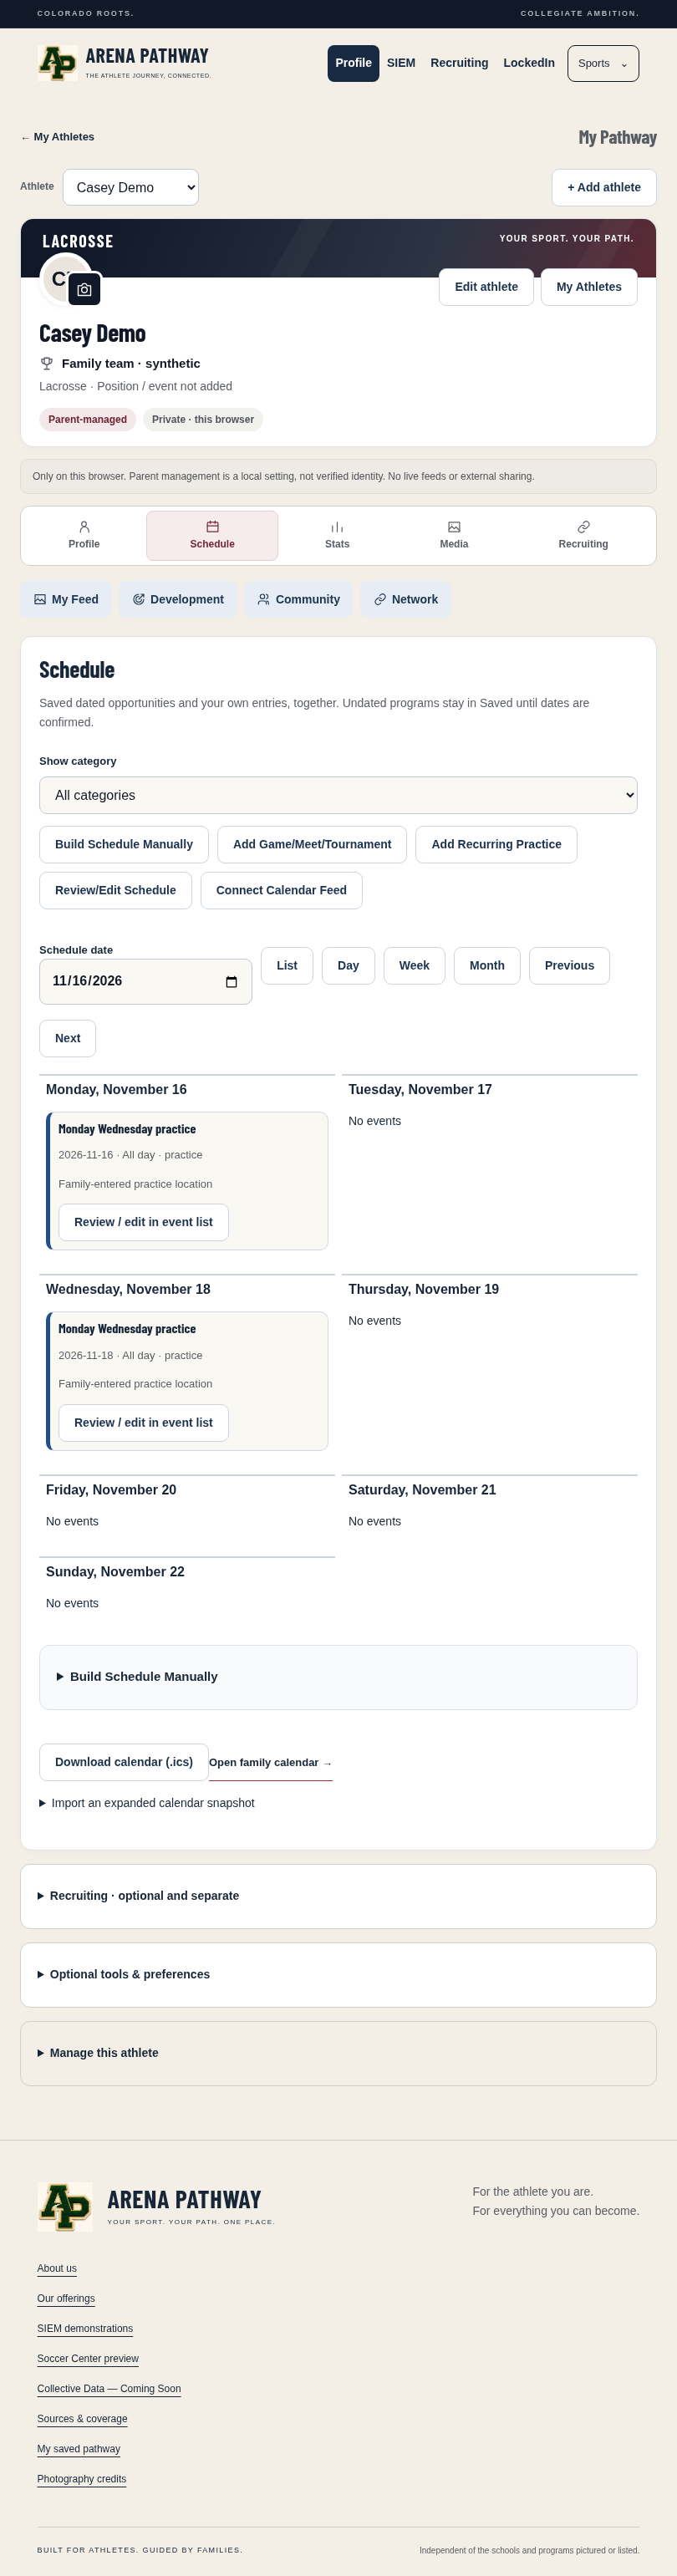 COLORADO ROOTS.
COLLEGIATE AMBITION.
AP
ARENA PATHWAY
THE ATHLETE JOURNEY, CONNECTED.
Profile
SIEM
Recruiting
LockedIn
Sports
← My Athletes
My Pathway
Athlete
Casey Demo
+ Add athlete
LACROSSE
YOUR SPORT. YOUR PATH.
Edit athlete
My Athletes
Casey Demo
Family team · synthetic
Lacrosse · Position / event not added
Parent-managed
Private · this browser
Only on this browser. Parent management is a local setting, not verified identity. No live feeds or external sharing.
Profile
Schedule
Stats
Media
Recruiting
My Feed
Development
Community
Network
Schedule
Saved dated opportunities and your own entries, together. Undated programs stay in Saved until dates are
confirmed.
Show category
All categories
Build Schedule Manually
Add Game/Meet/Tournament
Add Recurring Practice
Review/Edit Schedule
Connect Calendar Feed
Schedule date
11/16/2026
List
Day
Week
Month
Previous
Next
Monday, November 16
Monday Wednesday practice
2026-11-16 · All day · practice
Family-entered practice location
Review / edit in event list
Tuesday, November 17
No events
Wednesday, November 18
Monday Wednesday practice
2026-11-18 · All day · practice
Family-entered practice location
Review / edit in event list
Thursday, November 19
No events
Friday, November 20
No events
Saturday, November 21
No events
Sunday, November 22
No events
Build Schedule Manually
Download calendar (.ics)
Open family calendar →
Import an expanded calendar snapshot
Recruiting · optional and separate
Optional tools & preferences
Manage this athlete
AP
ARENA PATHWAY
YOUR SPORT. YOUR PATH. ONE PLACE.
For the athlete you are.
For everything you can become.
About us
Our offerings
SIEM demonstrations
Soccer Center preview
Collective Data — Coming Soon
Sources & coverage
My saved pathway
Photography credits
BUILT FOR ATHLETES. GUIDED BY FAMILIES.
Independent of the schools and programs pictured or listed.